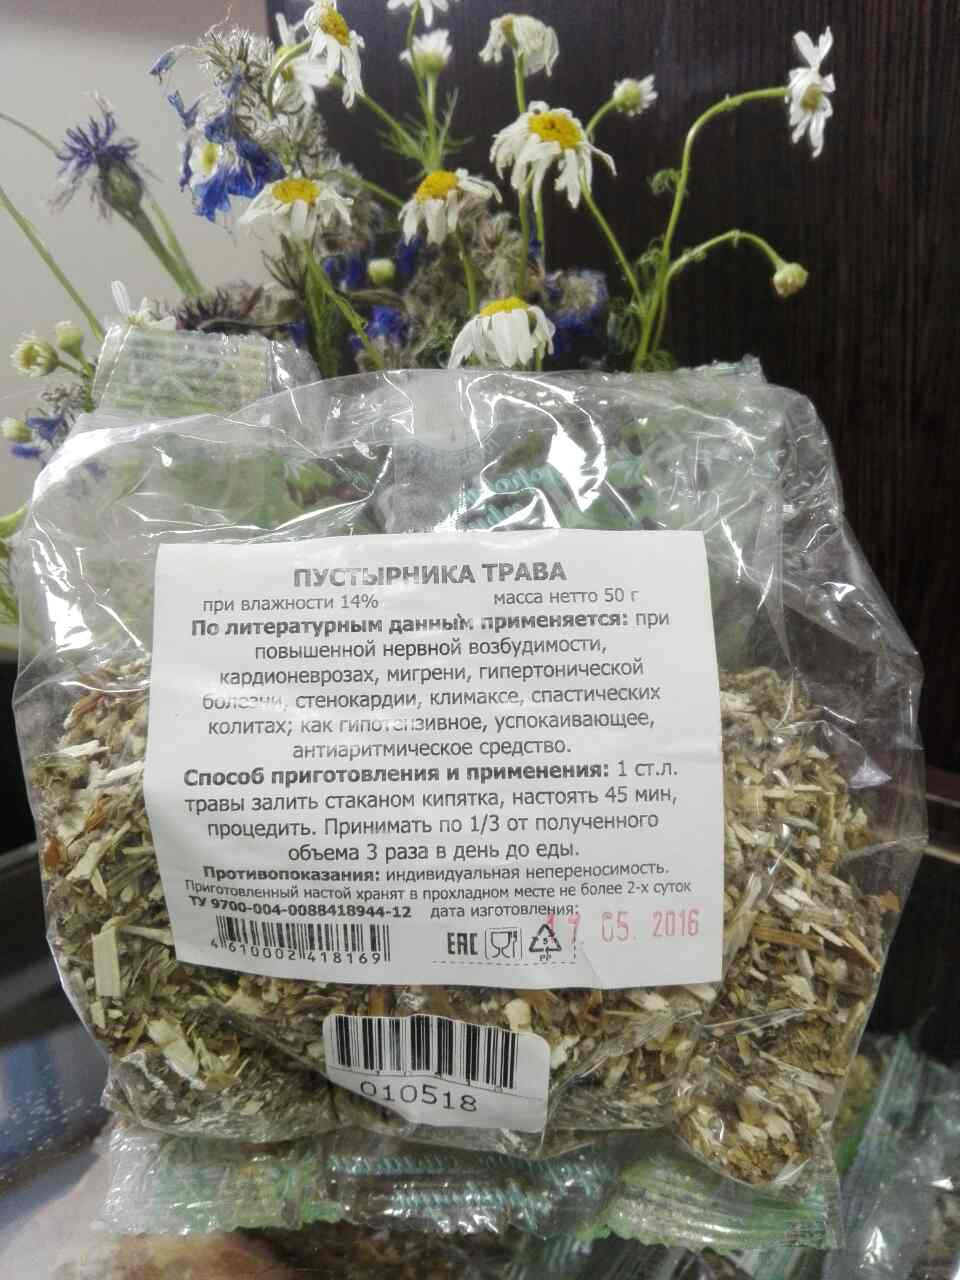 ПУСТЫРНИКА ТРАВА
при влажности 14% масса нетто 50 г
По литературным данным применяется: при
повышенной нервной возбудимости,
кардионеврозах, мигрени, гипертонической
болезни, стенокардии, климаксе, спастических
колитах; как гипотензивное, успокаивающее,
антиаритмическое средство.
Способ приготовления и применения: 1 ст.л.
травы залить стаканом кипятка, настоять 45 мин,
процедить. Принимать по 1/3 от полученного
объема 3 раза в день до еды.
Противопоказания: индивидуальная непереносимость.
Приготовленный настой хранят в прохладном месте не более 2-х суток
ТУ 9700-004-0088418944-12 дата изготовления: 17 05. 2016
4 610002 418169 EAC 5 PP
010518